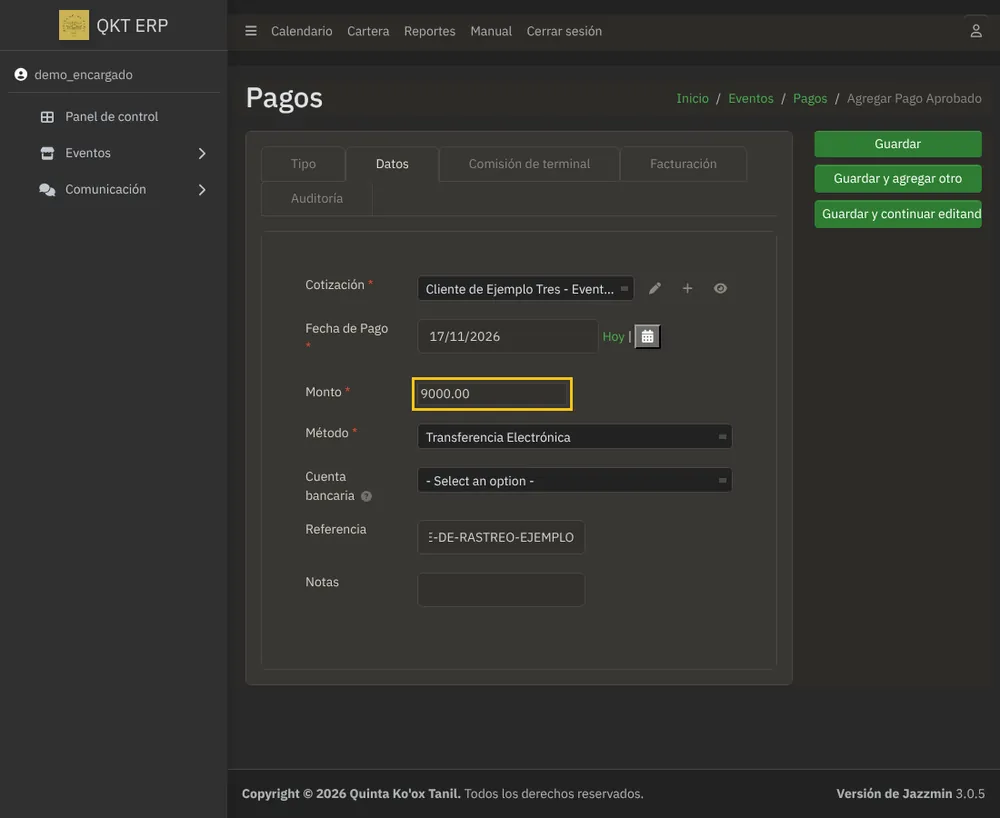 QKT ERP
Calendario Cartera Reportes Manual Cerrar sesión
demo_encargado
Panel de control
Eventos
Comunicación
Pagos
Inicio / Eventos / Pagos / Agregar Pago Aprobado
Tipo Datos Comisión de terminal Facturación
Auditoría
Guardar
Guardar y agregar otro
Guardar y continuar editand
Cotización * Cliente de Ejemplo Tres - Event...
Fecha de Pago * 17/11/2026 Hoy |
Monto * 9000.00
Método * Transferencia Electrónica
Cuenta bancaria ? - Select an option -
Referencia E-DE-RASTREO-EJEMPLO
Notas
Copyright © 2026 Quinta Ko'ox Tanil. Todos los derechos reservados.
Versión de Jazzmin 3.0.5